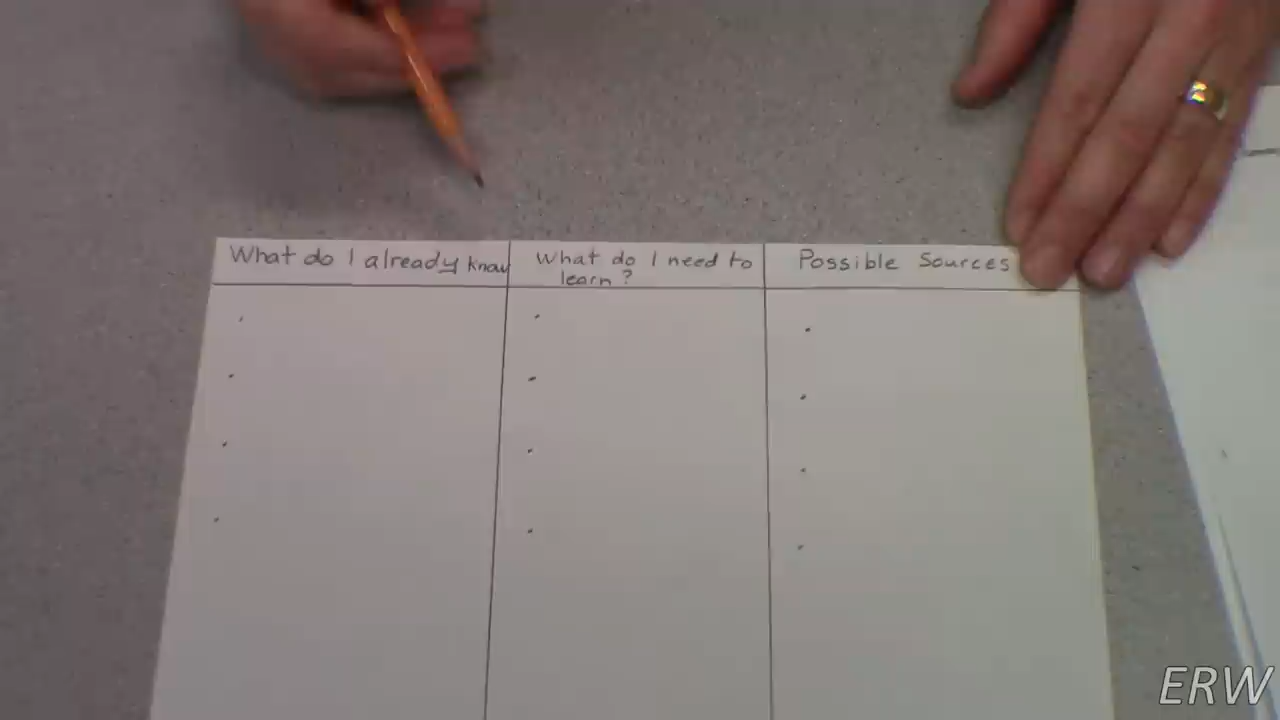 What do I already know
What do I need to
learn?
Possible Sources
ERW